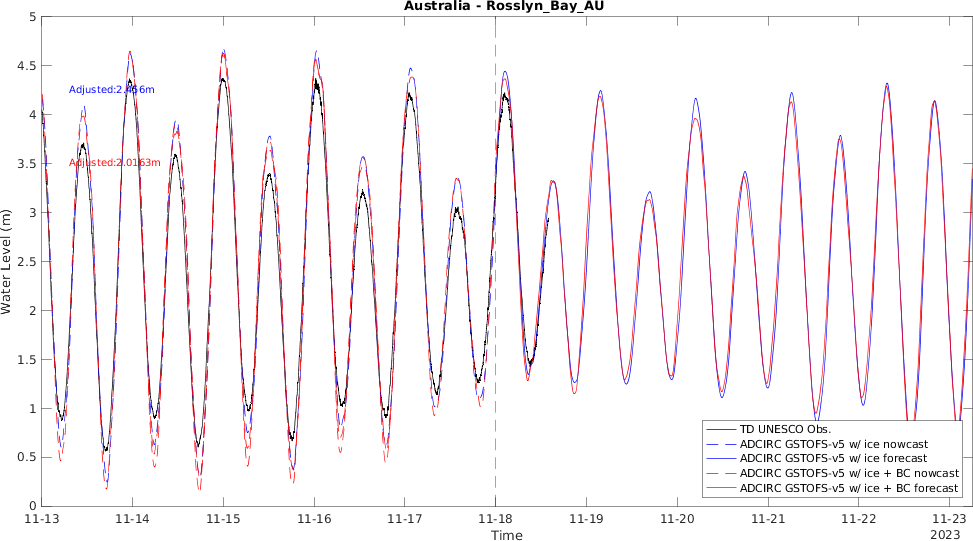 Australia - Rosslyn_Bay_AU
5
4.5
4
3.5
3
2.5
2
1.5
1
0.5
0
Water Level (m)
Adjusted:2.456m
Adjusted:2.0163m
TD UNESCO Obs.
ADCIRC GSTOFS-v5 w/ ice nowcast
ADCIRC GSTOFS-v5 w/ ice forecast
ADCIRC GSTOFS-v5 w/ ice + BC nowcast
ADCIRC GSTOFS-v5 w/ ice + BC forecast
11-13 11-14 11-15 11-16 11-17 11-18 11-19 11-20 11-21 11-22 11-23
Time
2023